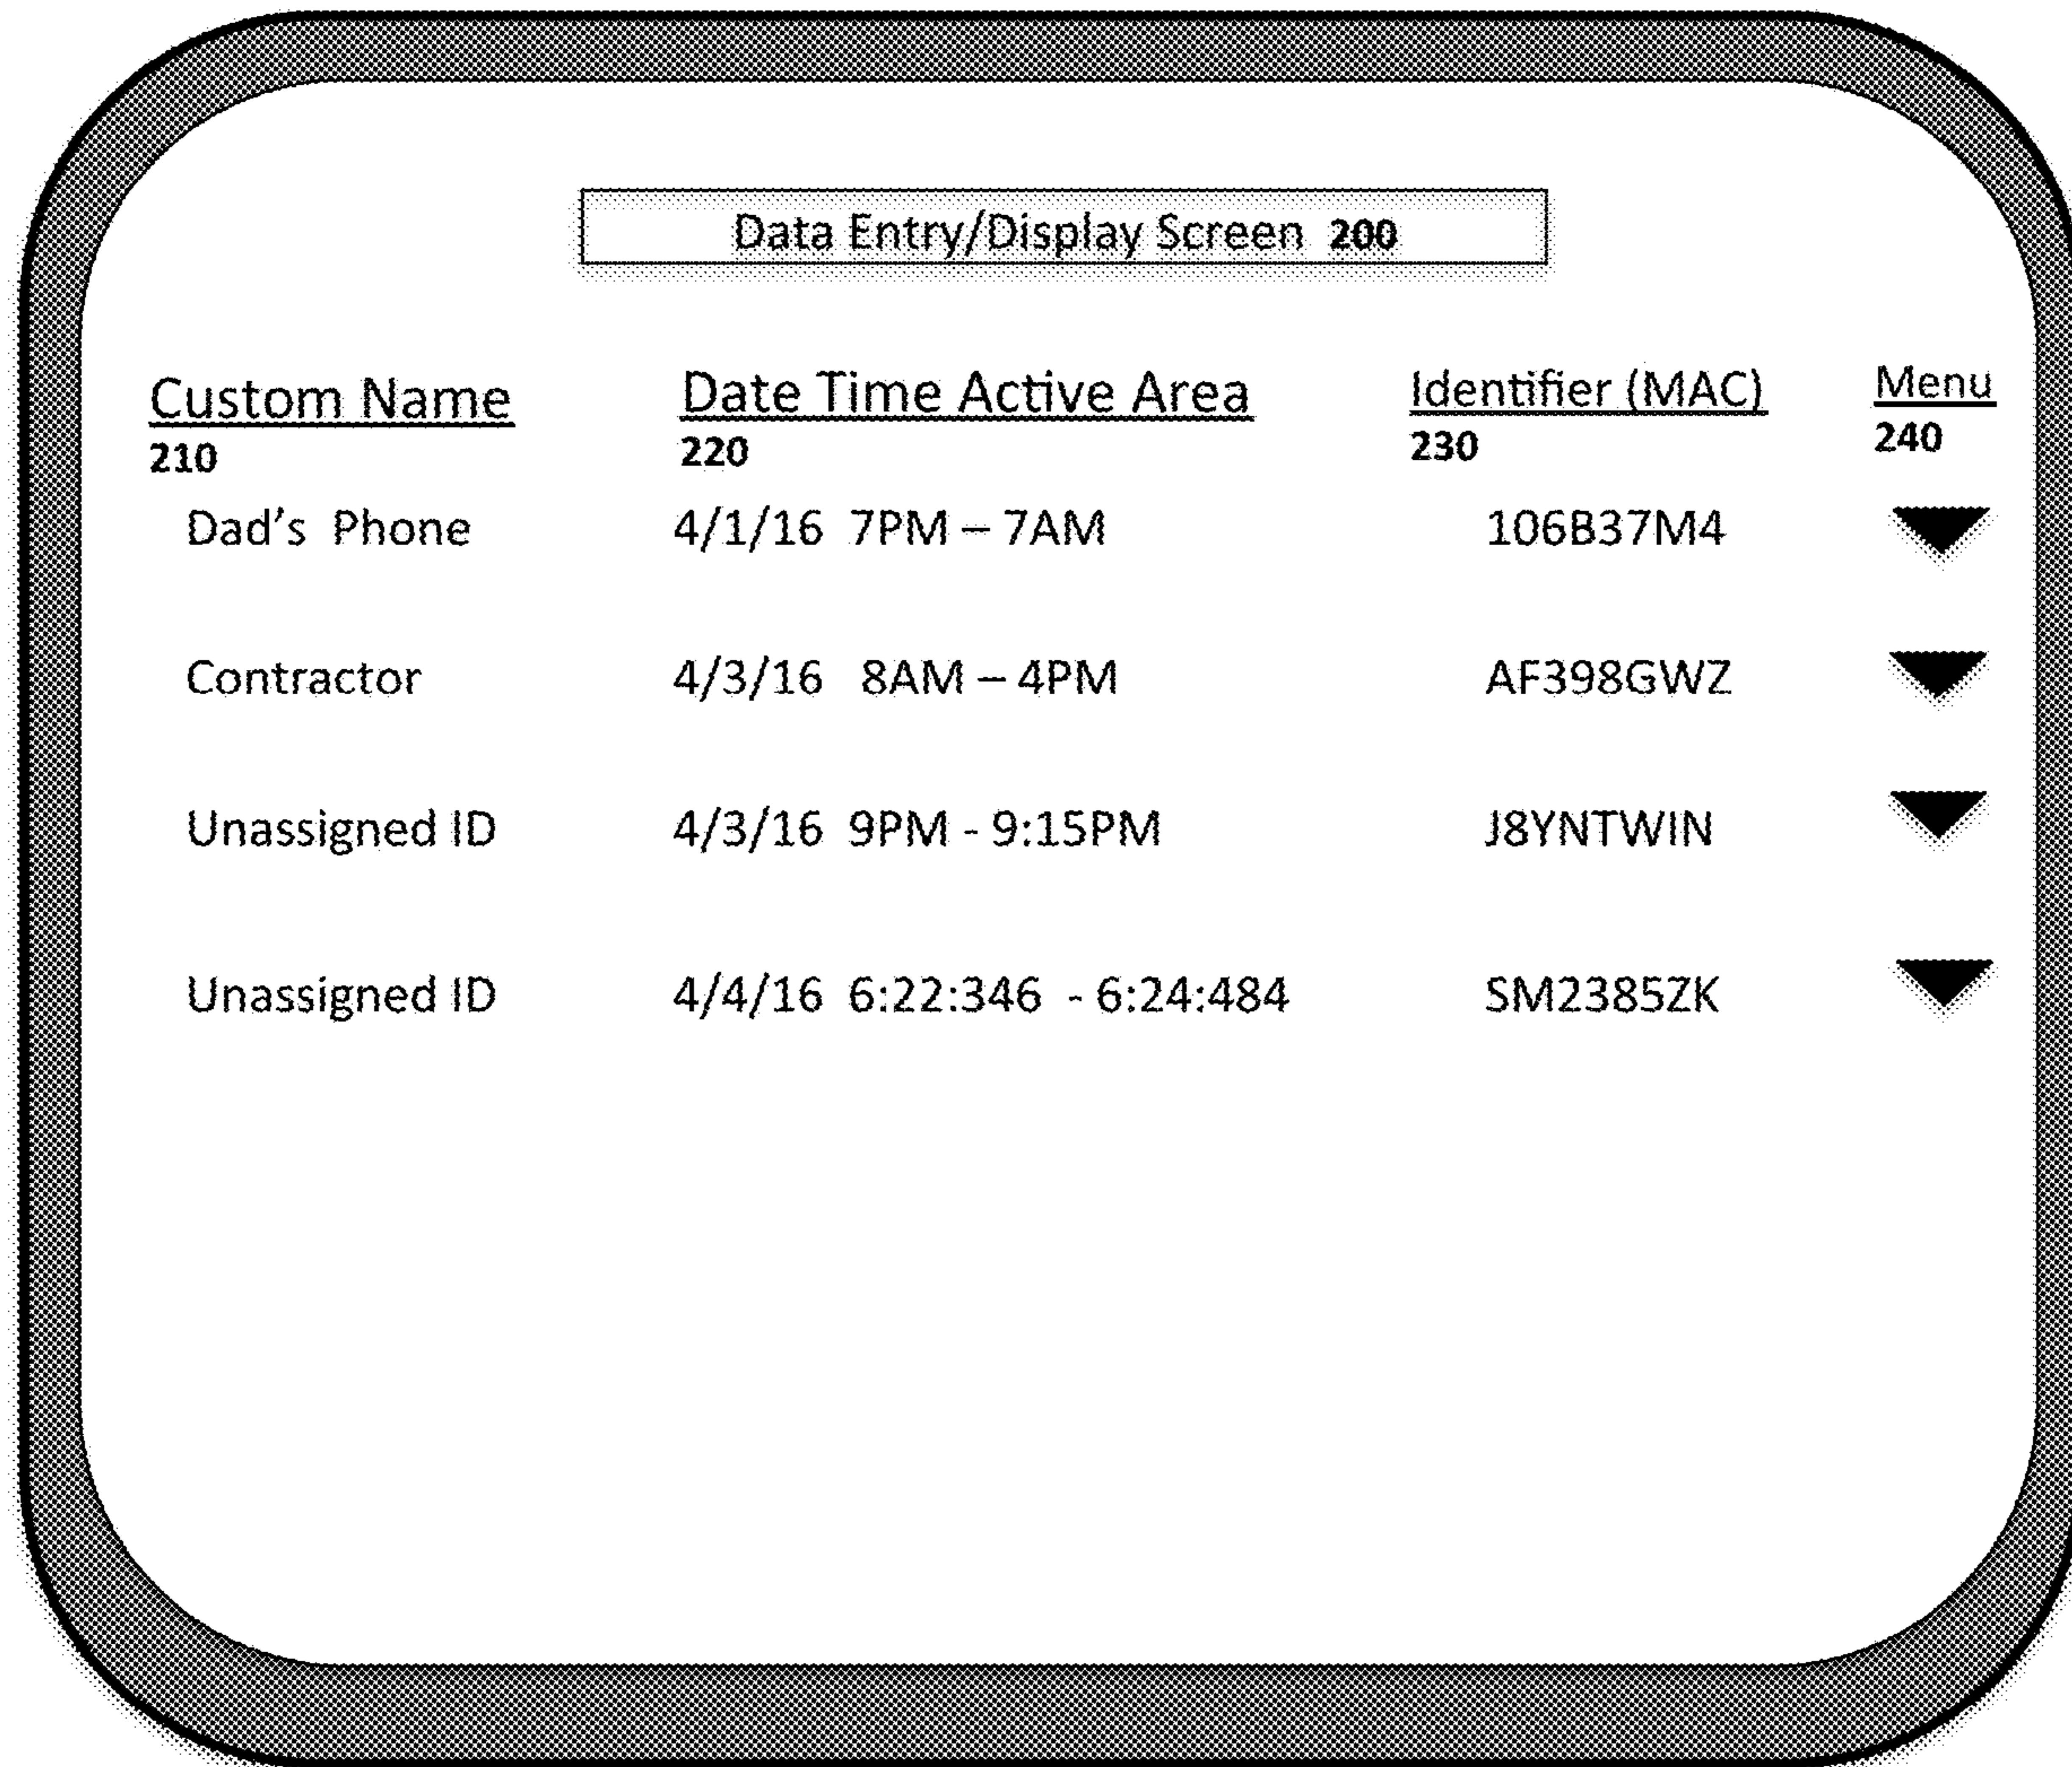 Data Entry/Display Screen 200
Custom Name Date Time Active Area Identifier (MAC) Menu
210 220 230 240
Dad's Phone 4/1/16 7PM – 7AM 106B37M4
Contractor 4/3/16 8AM – 4PM AF398GWZ
Unassigned ID 4/3/16 9PM - 9:15PM J8YNTWIN
Unassigned ID 4/4/16 6:22:346 - 6:24:484 SM2385ZK